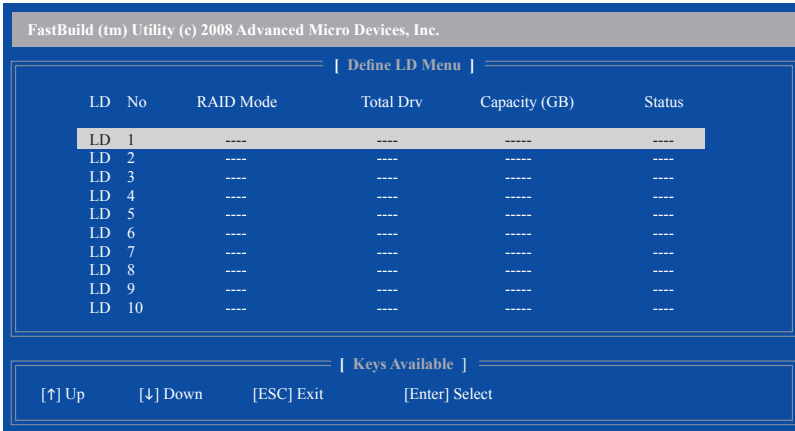 FastBuild (tm) Utility (c) 2008 Advanced Micro Devices, Inc.
[ Define LD Menu ]
LD No RAID Mode Total Drv Capacity (GB) Status
LD 1 ---- ---- ----- ----
LD 2 ---- ---- ----- ----
LD 3 ---- ---- ----- ----
LD 4 ---- ---- ----- ----
LD 5 ---- ---- ----- ----
LD 6 ---- ---- ----- ----
LD 7 ---- ---- ----- ----
LD 8 ---- ---- ----- ----
LD 9 ---- ---- ----- ----
LD 10 ---- ---- ----- ----
[ Keys Available ]
[↑] Up [↓] Down [ESC] Exit [Enter] Select